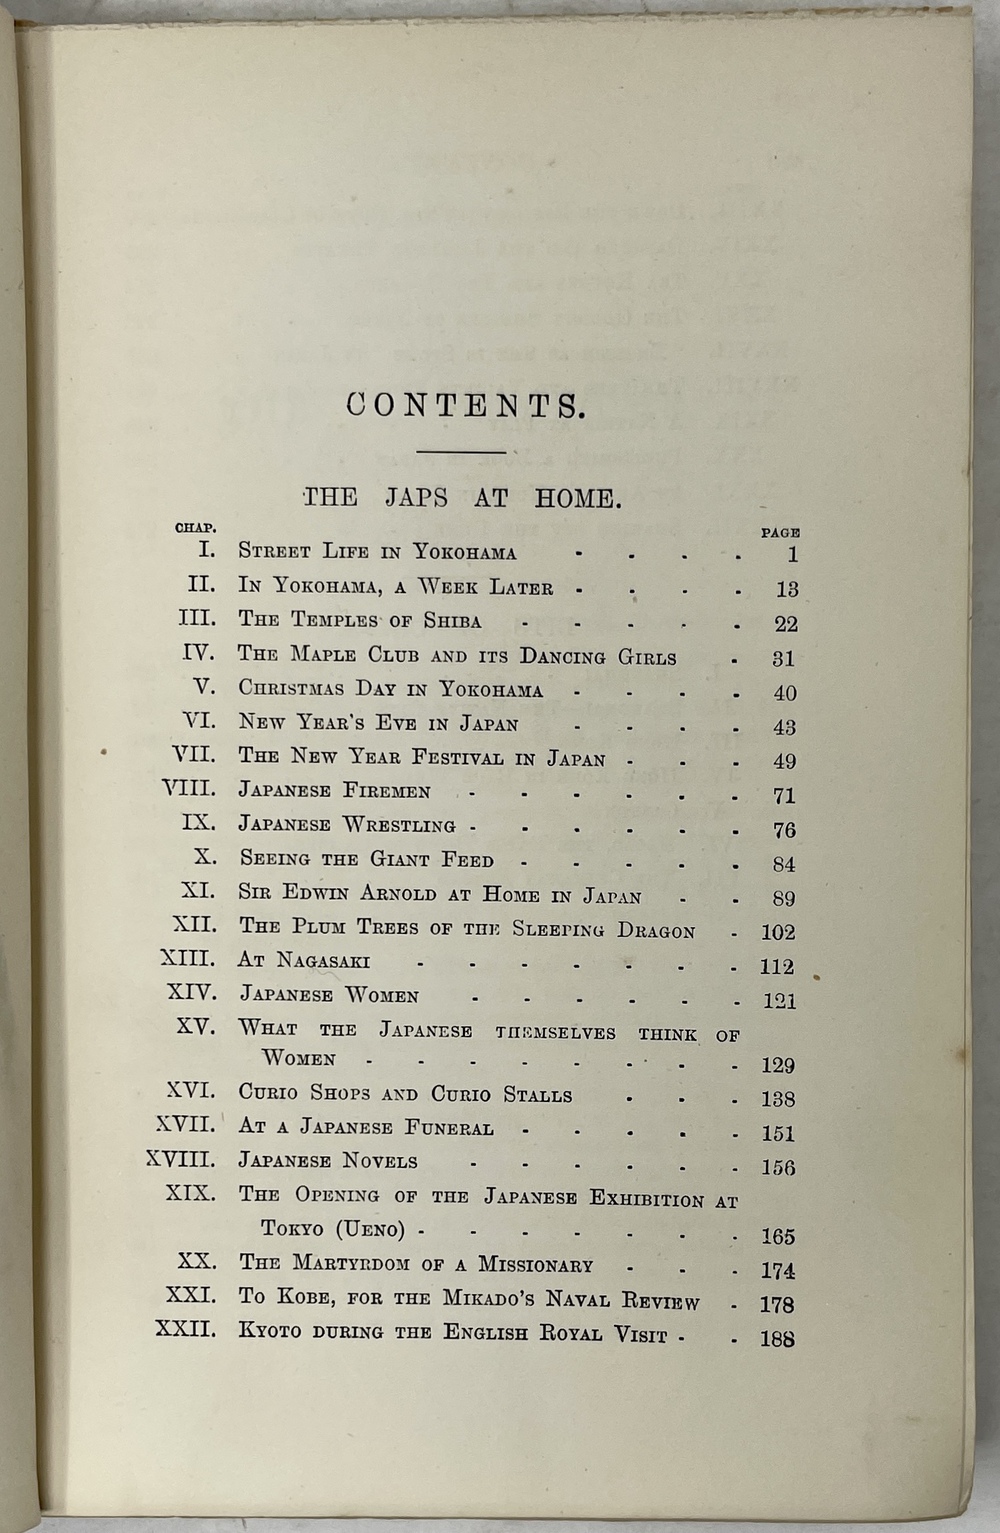 CONTENTS.
THE JAPS AT HOME.
CHAP. PAGE
I. STREET LIFE IN YOKOHAMA - - - - 1
II. IN YOKOHAMA, A WEEK LATER - - - - 13
III. THE TEMPLES OF SHIBA - - - - - 22
IV. THE MAPLE CLUB AND ITS DANCING GIRLS - 31
V. CHRISTMAS DAY IN YOKOHAMA - - - - 40
VI. NEW YEAR'S EVE IN JAPAN - - - - 43
VII. THE NEW YEAR FESTIVAL IN JAPAN - - - 49
VIII. JAPANESE FIREMEN - - - - - - 71
IX. JAPANESE WRESTLING - - - - - - 76
X. SEEING THE GIANT FEED - - - - - 84
XI. SIR EDWIN ARNOLD AT HOME IN JAPAN - - 89
XII. THE PLUM TREES OF THE SLEEPING DRAGON - 102
XIII. AT NAGASAKI - - - - - - - 112
XIV. JAPANESE WOMEN - - - - - - 121
XV. WHAT THE JAPANESE THEMSELVES THINK OF
WOMEN - - - - - - - - 129
XVI. CURIO SHOPS AND CURIO STALLS - - - 138
XVII. AT A JAPANESE FUNERAL - - - - - 151
XVIII. JAPANESE NOVELS - - - - - - 156
XIX. THE OPENING OF THE JAPANESE EXHIBITION AT
TOKYO (UENO) - - - - - - - 165
XX. THE MARTYRDOM OF A MISSIONARY - - - 174
XXI. TO KOBE, FOR THE MIKADO'S NAVAL REVIEW - 178
XXII. KYOTO DURING THE ENGLISH ROYAL VISIT - - 188